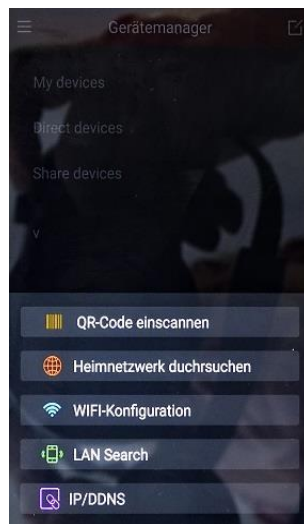 Gerätemanager
My devices
Direct devices
Share devices
v
QR-Code einscannen
Heimnetzwerk duchrsuchen
WIFI-Konfiguration
LAN Search
IP/DDNS